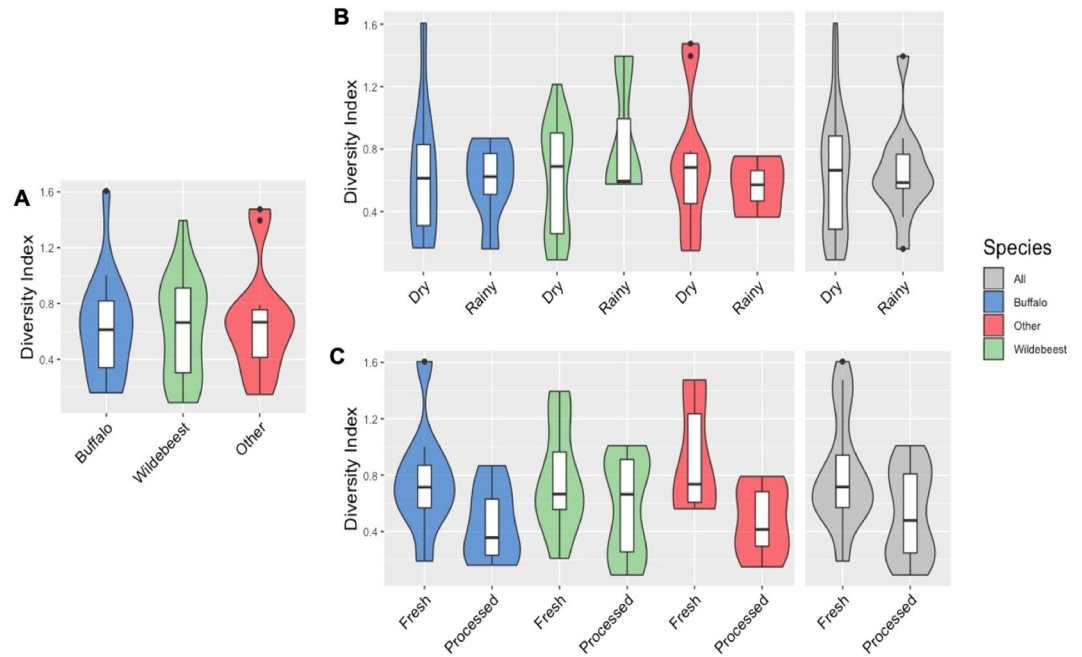 A
Diversity Index
1.6
1.2
0.8
0.4
Buffalo
Wildebeest
Other
B
Diversity Index
1.6
1.2
0.8
0.4
Dry
Rainy
Dry
Rainy
Dry
Rainy
Dry
Rainy
C
Diversity Index
1.6
1.2
0.8
0.4
Fresh
Processed
Fresh
Processed
Fresh
Processed
Fresh
Processed
Species
All
Buffalo
Other
Wildebeest